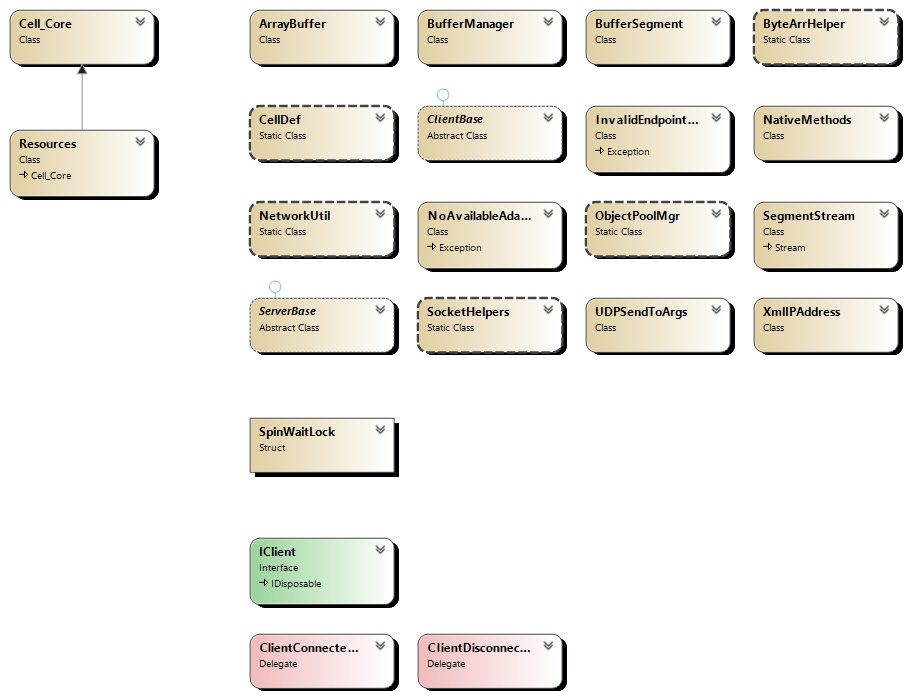 Cell_Core
Class
ArrayBuffer
Class
BufferManager
Class
BufferSegment
Class
ByteArrHelper
Static Class
Resources
Class
Cell_Core
CellDef
Static Class
ClientBase
Abstract Class
InvalidEndpoint...
Class
Exception
NativeMethods
Class
NetworkUtil
Static Class
NoAvailableAda...
Class
Exception
ObjectPoolMgr
Static Class
SegmentStream
Class
Stream
ServerBase
Abstract Class
SocketHelpers
Static Class
UDPSendToArgs
Class
XmlIPAddress
Class
SpinWaitLock
Struct
IClient
Interface
IDisposable
ClientConnecte...
Delegate
ClientDisconnec...
Delegate